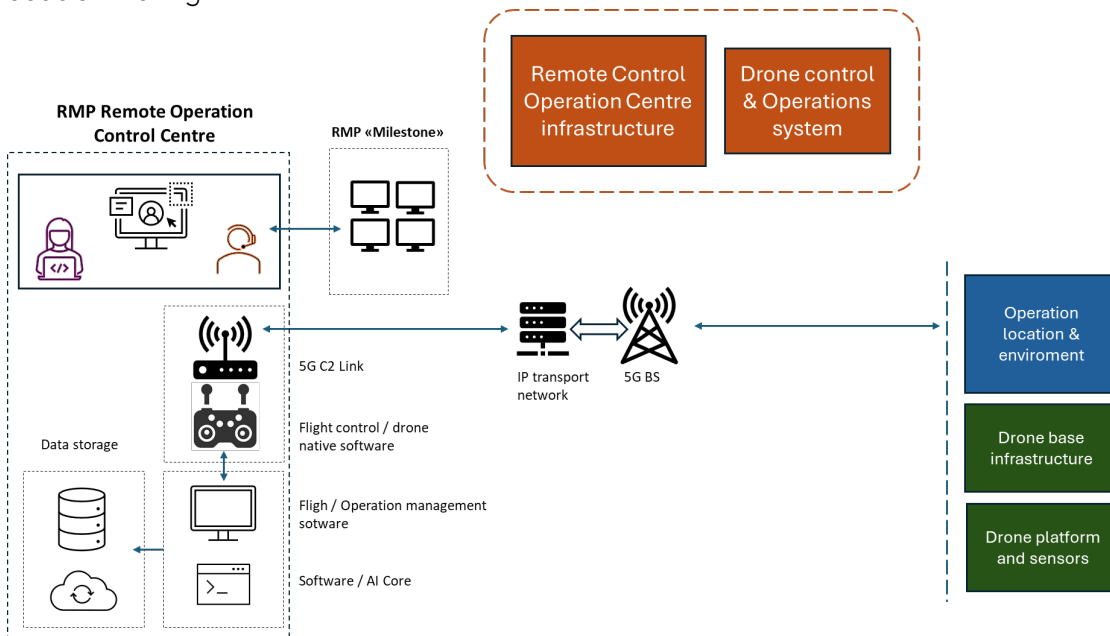 Remote Control
Operation Centre
infrastructure
Drone control
& Operations
system
RMP Remote Operation
Control Centre
RMP «Milestone»
</>
5G C2 Link
Flight control / drone
native software
IP transport
network
5G BS
Data storage
Fligh / Operation management
sotware
Software / AI Core
>_
Operation
location &
enviroment
Drone base
infrastructure
Drone platform
and sensors